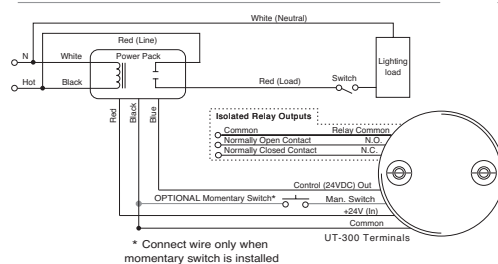 White (Neutral)
Red (Line)
N
White
Power Pack
Lighting
load
Hot
Black
Red (Load)
Switch
Red
Black
Blue
Isolated Relay Outputs
Common
Relay Common
Normally Open Contact
N.O.
Normally Closed Contact
N.C.
Control (24VDC) Out
OPTIONAL Momentary Switch*
Man. Switch
+24V (In)
Common
UT-300 Terminals
* Connect wire only when
momentary switch is installed